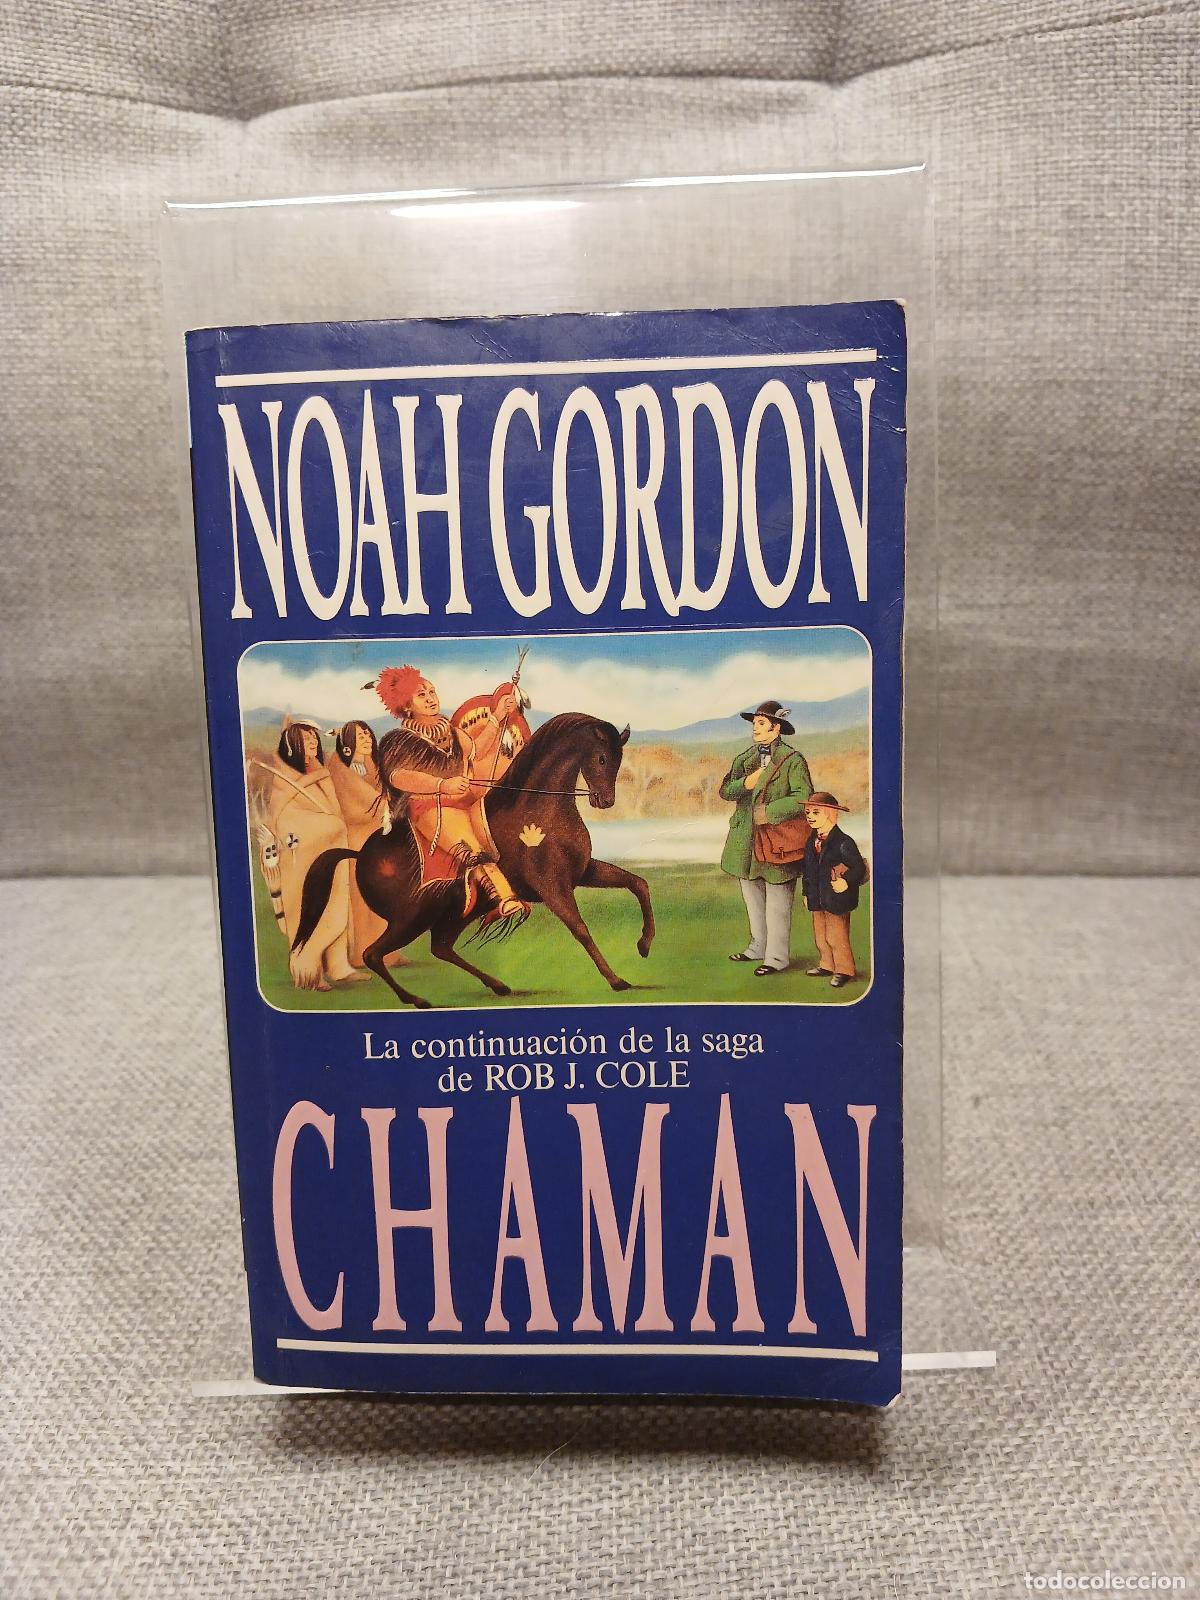 NOAH GORDON
La continuación de la saga
de ROB J. COLE
CHAMAN
todocoleccion